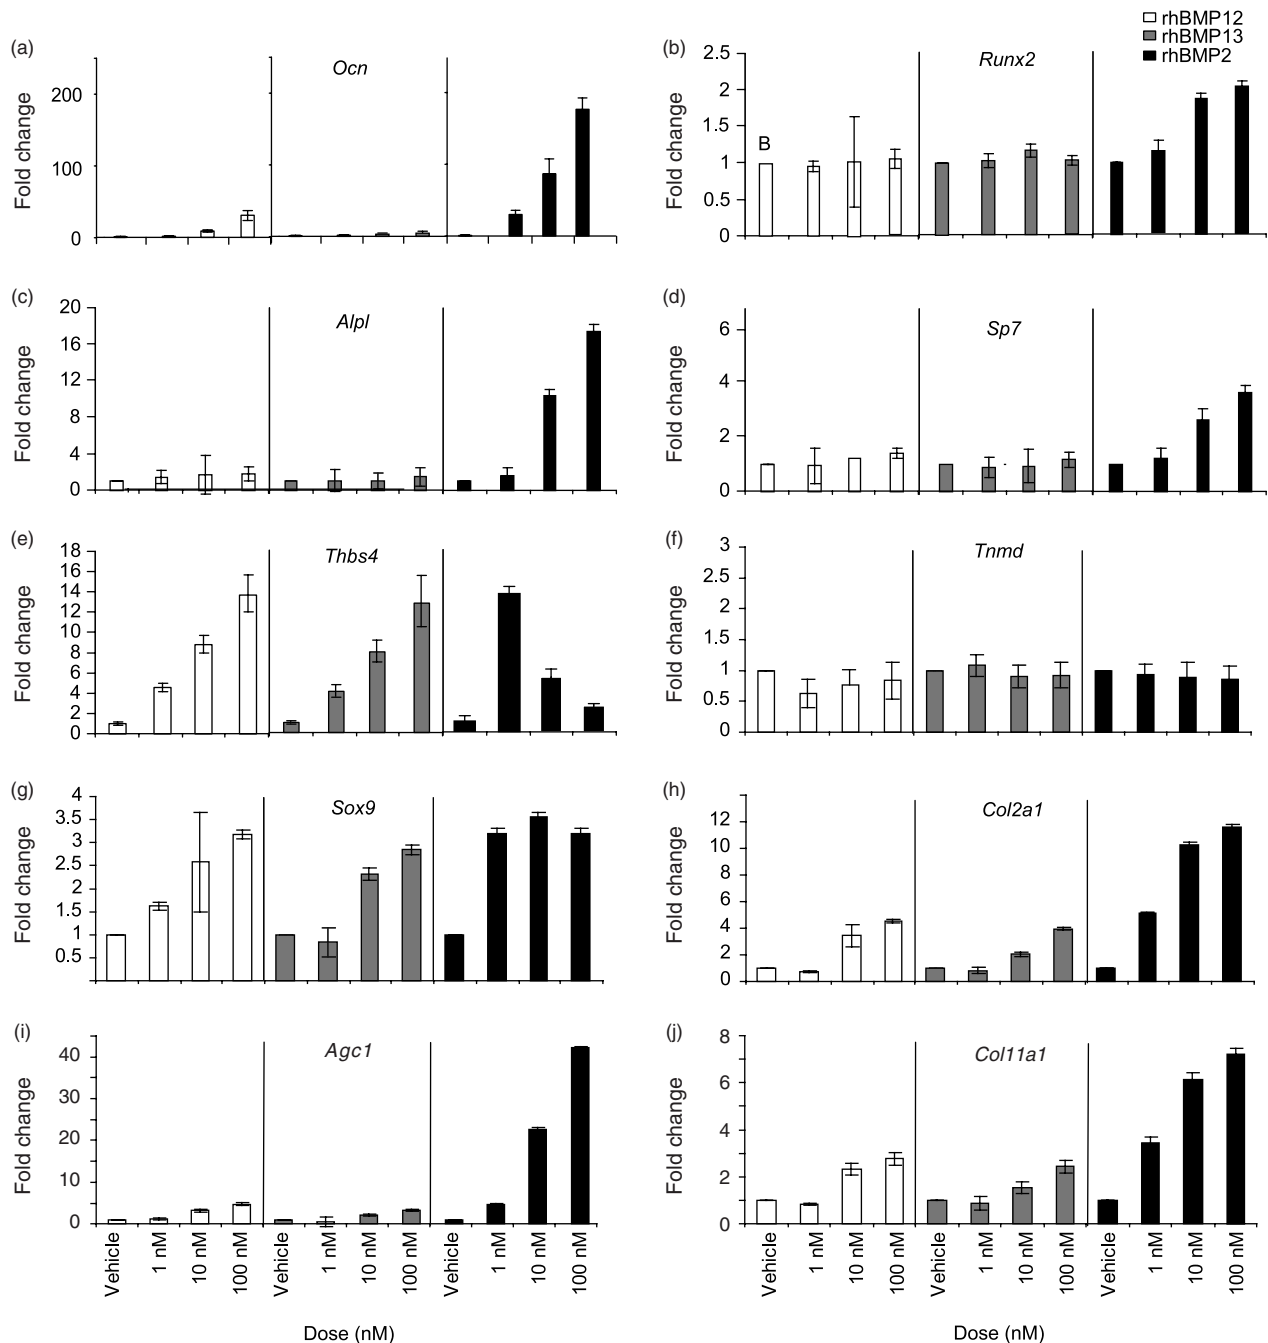 rhBMP12
rhBMP13
rhBMP2
(a)
Ocn
Fold change
200
100
0
(b)
Runx2
Fold change
2.5
2
1.5
1
0.5
0
B
(c)
Alpl
Fold change
20
16
12
8
4
0
(d)
Sp7
Fold change
6
4
2
0
(e)
Thbs4
Fold change
18
16
14
12
10
8
6
4
2
0
(f)
Tnmd
Fold change
3
2.5
2
1.5
1
0.5
0
(g)
Sox9
Fold change
4
3.5
3
2.5
2
1.5
1
0.5
(h)
Col2a1
Fold change
12
10
8
6
4
2
0
(i)
Agc1
Fold change
40
30
20
10
0
Vehicle
1 nM
10 nM
100 nM
Vehicle
1 nM
10 nM
100 nM
Vehicle
1 nM
10 nM
100 nM
Dose (nM)
(j)
Col11a1
Fold change
8
6
4
2
0
Vehicle
1 nM
10 nM
100 nM
Vehicle
1 nM
10 nM
100 nM
Vehicle
1 nM
10 nM
100 nM
Dose (nM)